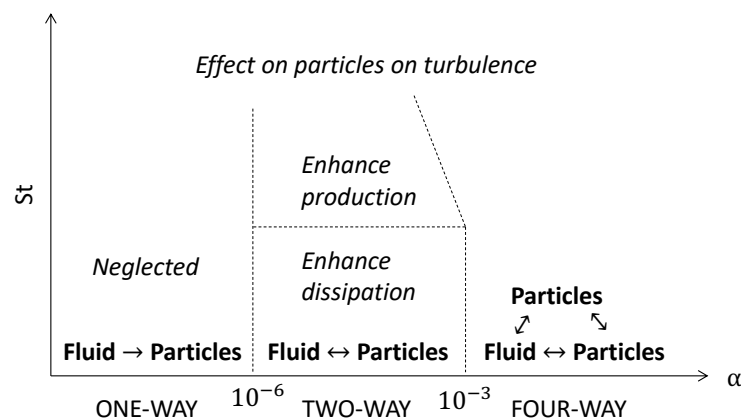 Effect on particles on turbulence
Enhance
production
St
Neglected
Enhance
dissipation
Particles
Fluid → Particles
Fluid ↔ Particles
Fluid ↔ Particles
α
ONE-WAY
10⁻⁶
TWO-WAY
10⁻³
FOUR-WAY